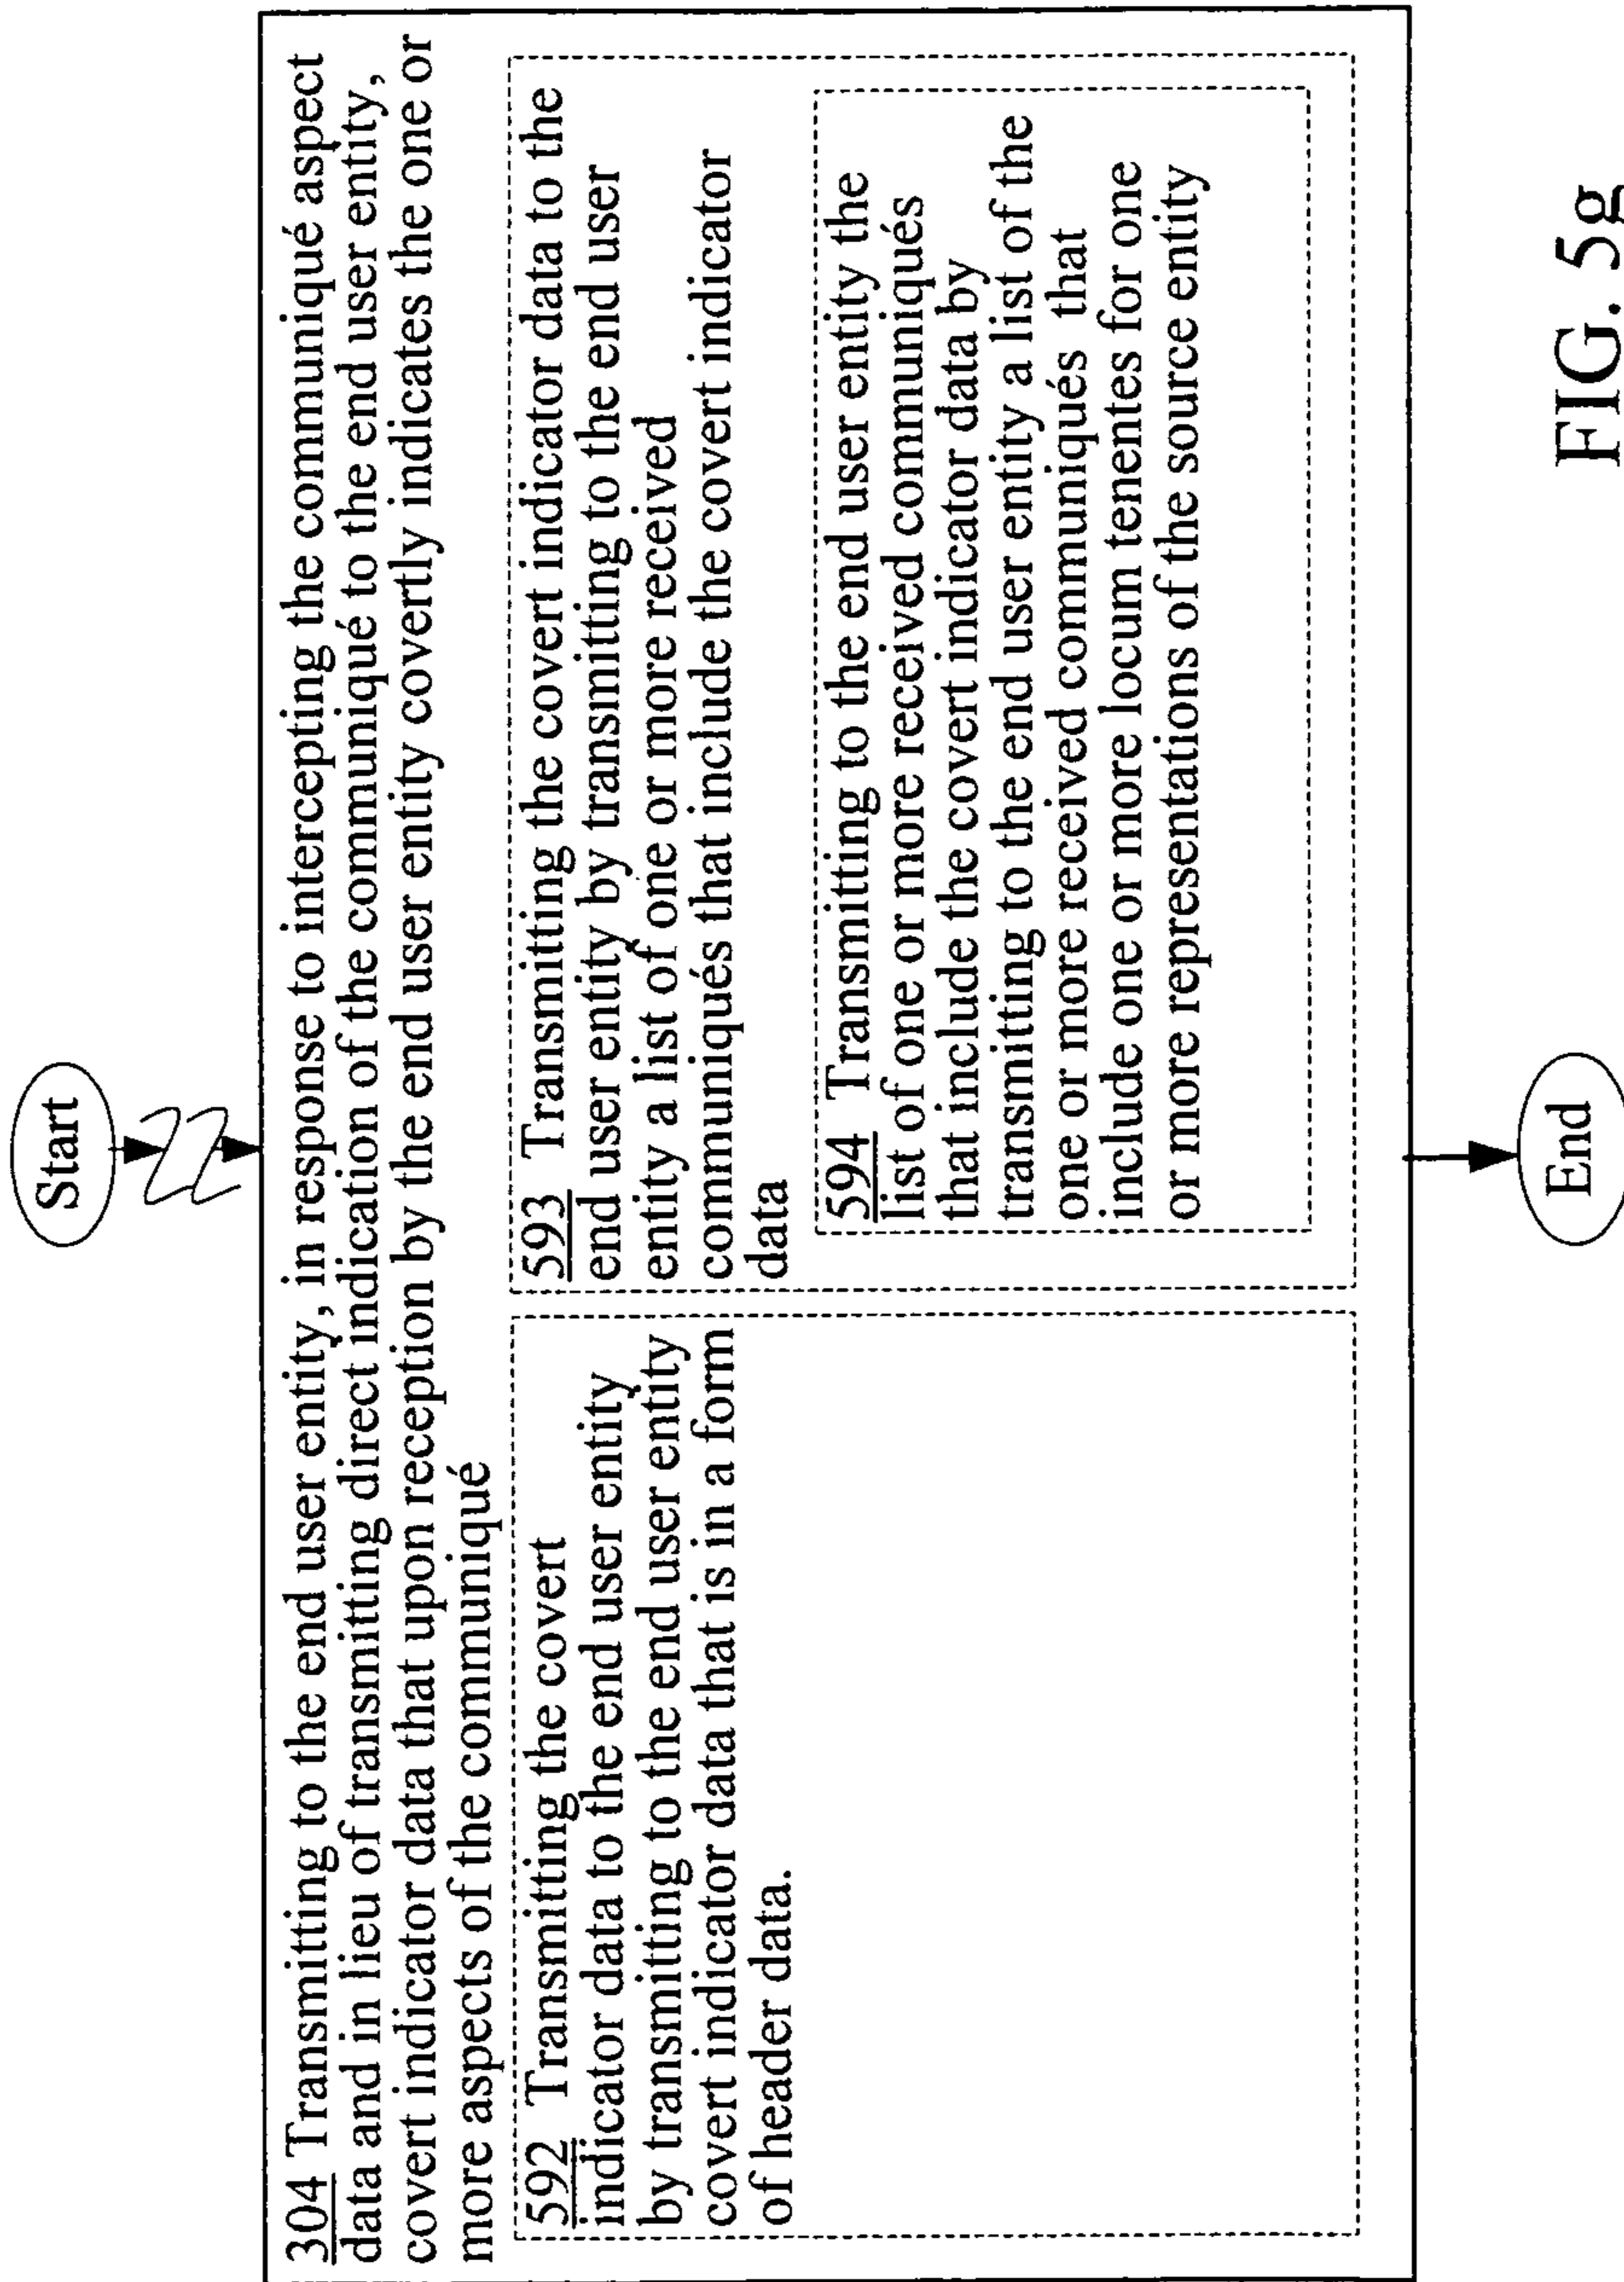 Start
304 Transmitting to the end user entity, in response to intercepting the communiqué aspect
data and in lieu of transmitting direct indication of the communiqué to the end user entity,
covert indicator data that upon reception by the end user entity covertly indicates the one or
more aspects of the communiqué
592 Transmitting the covert
indicator data to the end user entity
by transmitting to the end user entity
covert indicator data that is in a form
of header data.
593 Transmitting the covert indicator data to the
end user entity by transmitting to the end user
entity a list of one or more received
communiqués that include the covert indicator
data
594 Transmitting to the end user entity the
list of one or more received communiqués
that include the covert indicator data by
transmitting to the end user entity a list of the
one or more received communiqués that
include one or more locum tenentes for one
or more representations of the source entity
End
FIG. 5g